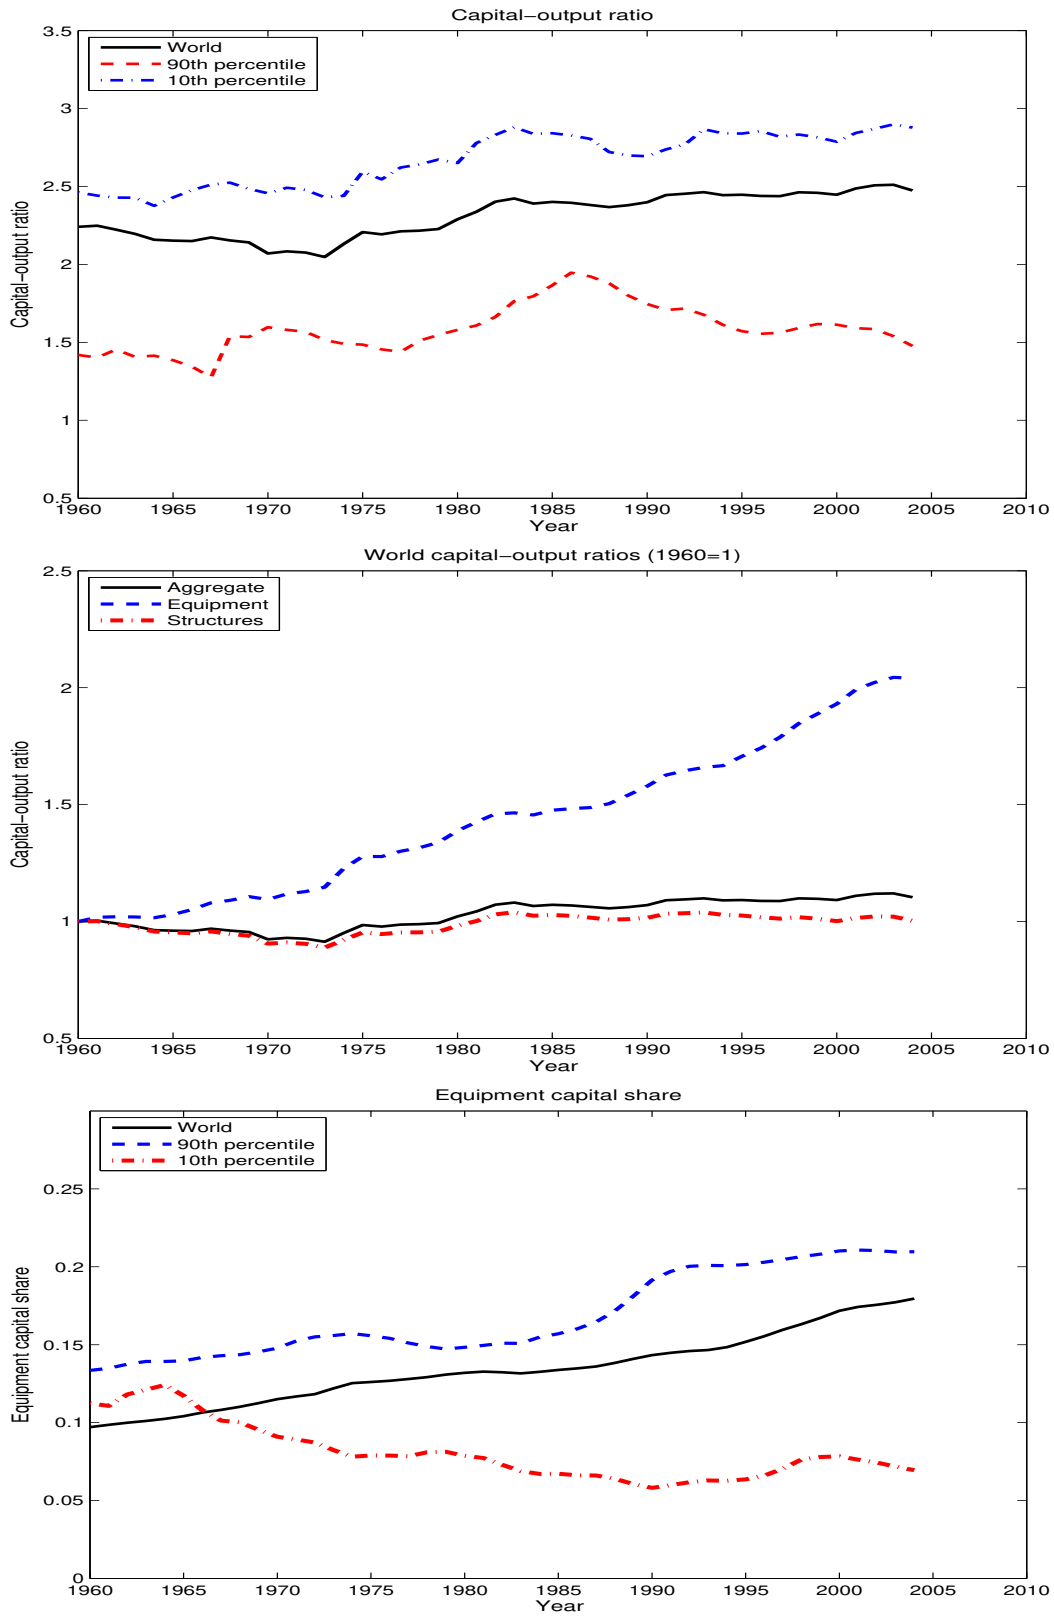 Capital−output ratio
3.5
World
90th percentile
10th percentile
3
2.5
2
1.5
1
0.5
Capital−output ratio
1960 1965 1970 1975 1980 1985 1990 1995 2000 2005 2010
Year
World capital−output ratios (1960=1)
2.5
Aggregate
Equipment
Structures
2
1.5
1
0.5
Capital−output ratio
1960 1965 1970 1975 1980 1985 1990 1995 2000 2005 2010
Year
Equipment capital share
World
90th percentile
10th percentile
0.25
0.2
0.15
0.1
0.05
0
Equipment capital share
1960 1965 1970 1975 1980 1985 1990 1995 2000 2005 2010
Year